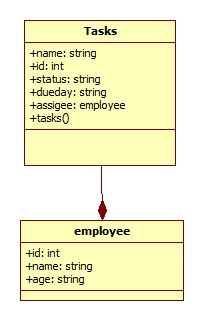 Tasks
+name: string
+id: int
+status: string
+dueday: string
+assigee: employee
+tasks()
employee
+id: int
+name: string
+age: string